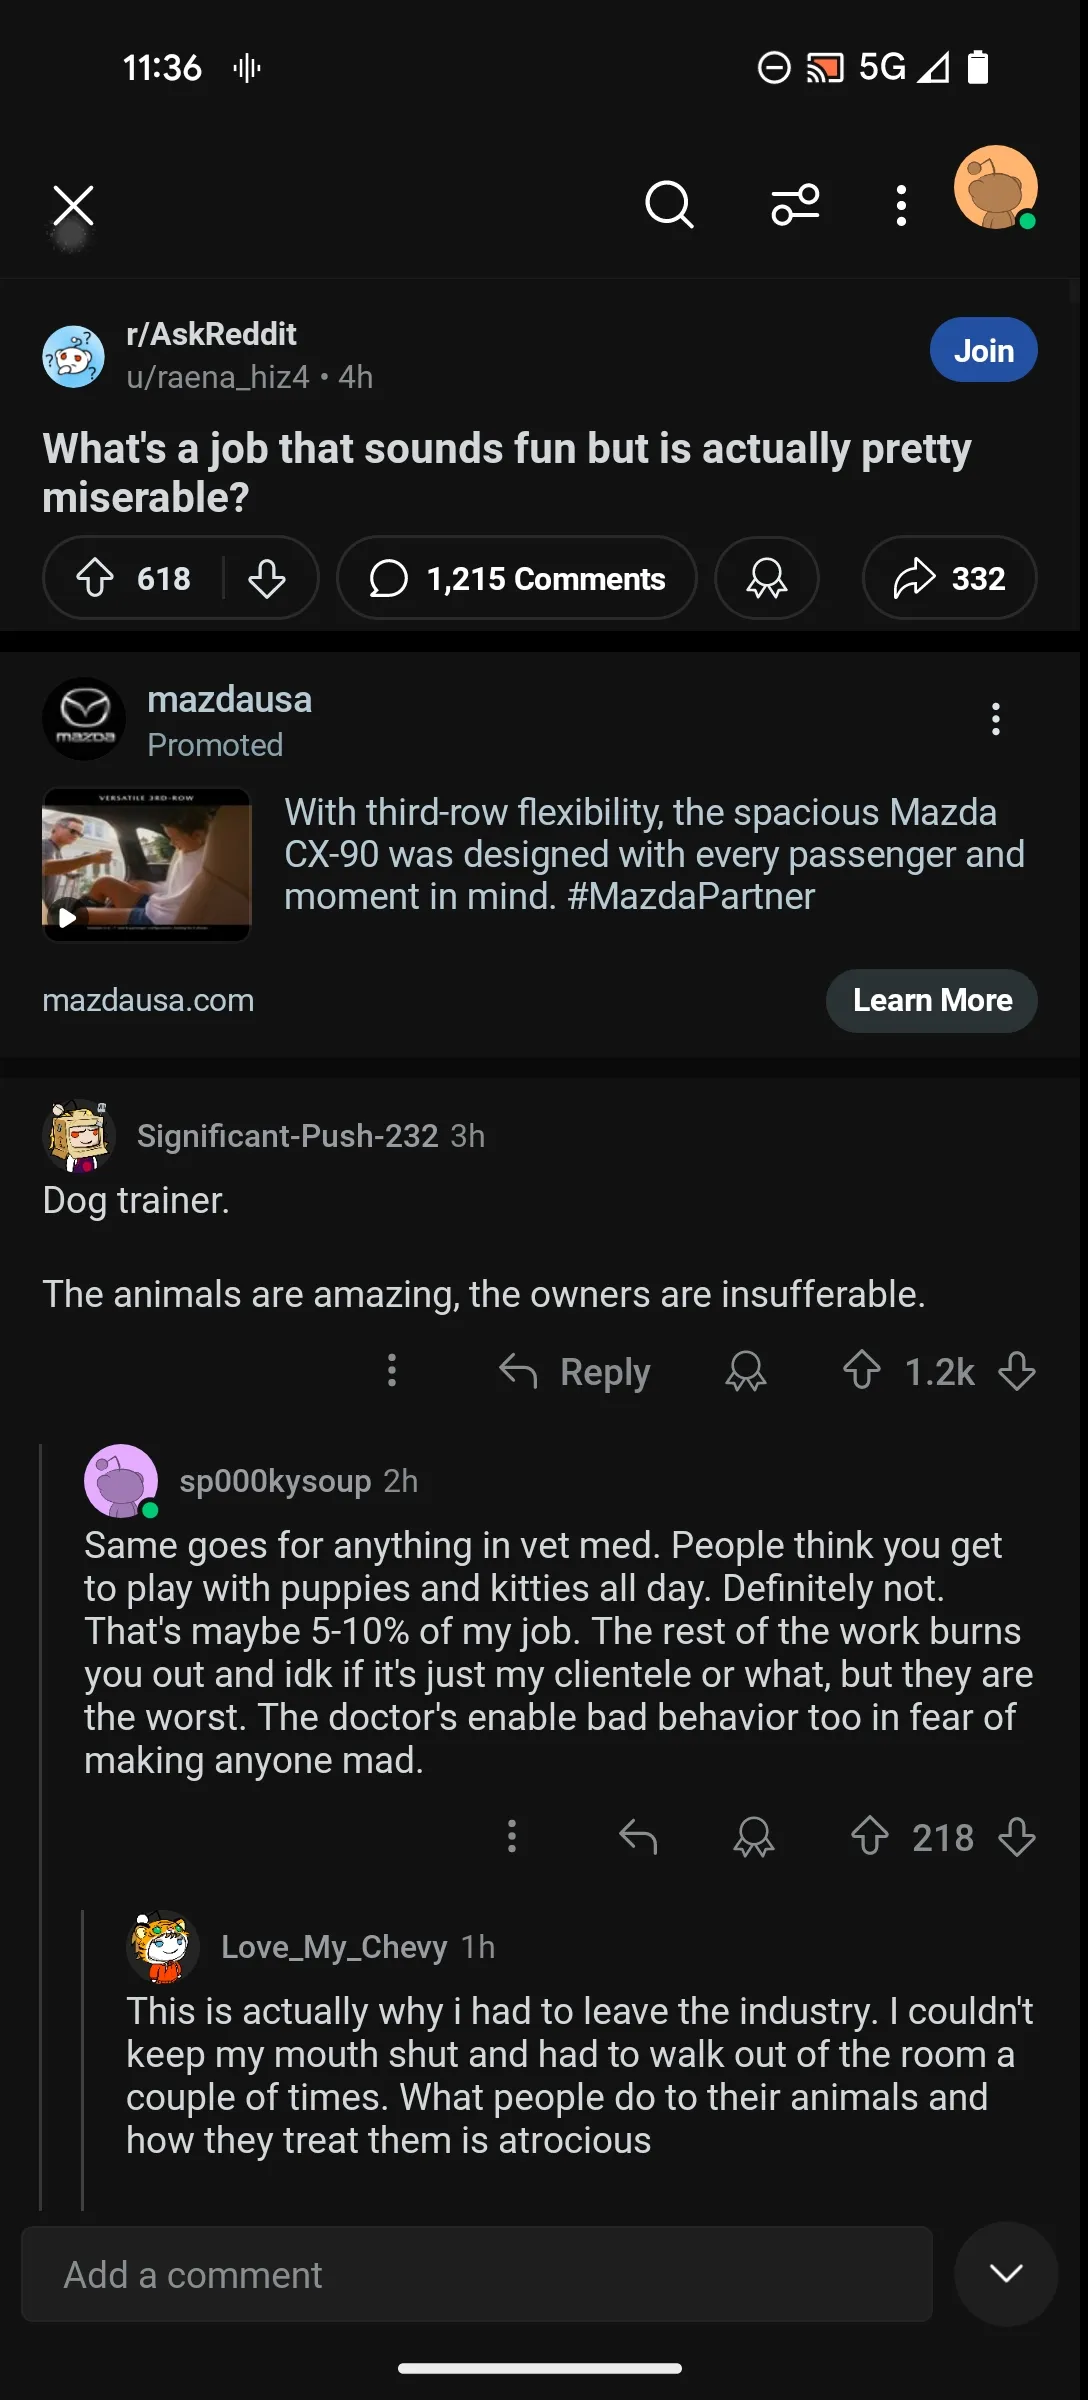 11:36
5G
r/AskReddit
u/raena_hiz4 • 4h
Join
What's a job that sounds fun but is actually pretty
miserable?
618
1,215 Comments
332
mazda
mazdausa
Promoted
VERSATILE 3RD-ROW
With third-row flexibility, the spacious Mazda
CX-90 was designed with every passenger and
moment in mind. #MazdaPartner
mazdausa.com
Learn More
Significant-Push-232 3h
Dog trainer.
The animals are amazing, the owners are insufferable.
Reply
1.2k
sp000kysoup 2h
Same goes for anything in vet med. People think you get
to play with puppies and kitties all day. Definitely not.
That's maybe 5-10% of my job. The rest of the work burns
you out and idk if it's just my clientele or what, but they are
the worst. The doctor's enable bad behavior too in fear of
making anyone mad.
218
Love_My_Chevy 1h
This is actually why i had to leave the industry. I couldn't
keep my mouth shut and had to walk out of the room a
couple of times. What people do to their animals and
how they treat them is atrocious
Add a comment